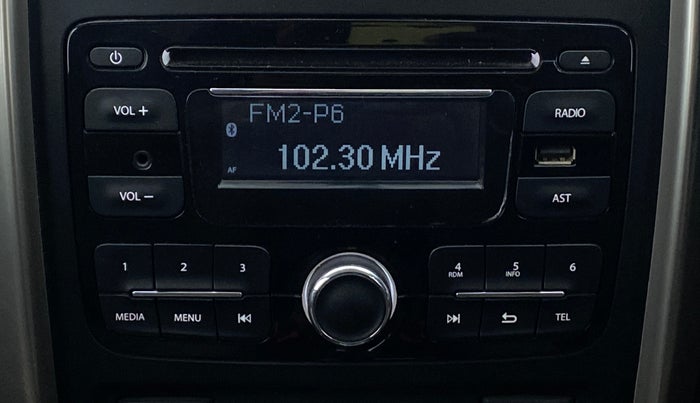 VOL +
FM2-P6
RADIO
AF
102.30 MHz
VOL −
AST
1 2 3
4 RDM
5 INFO
6
MEDIA MENU
TEL